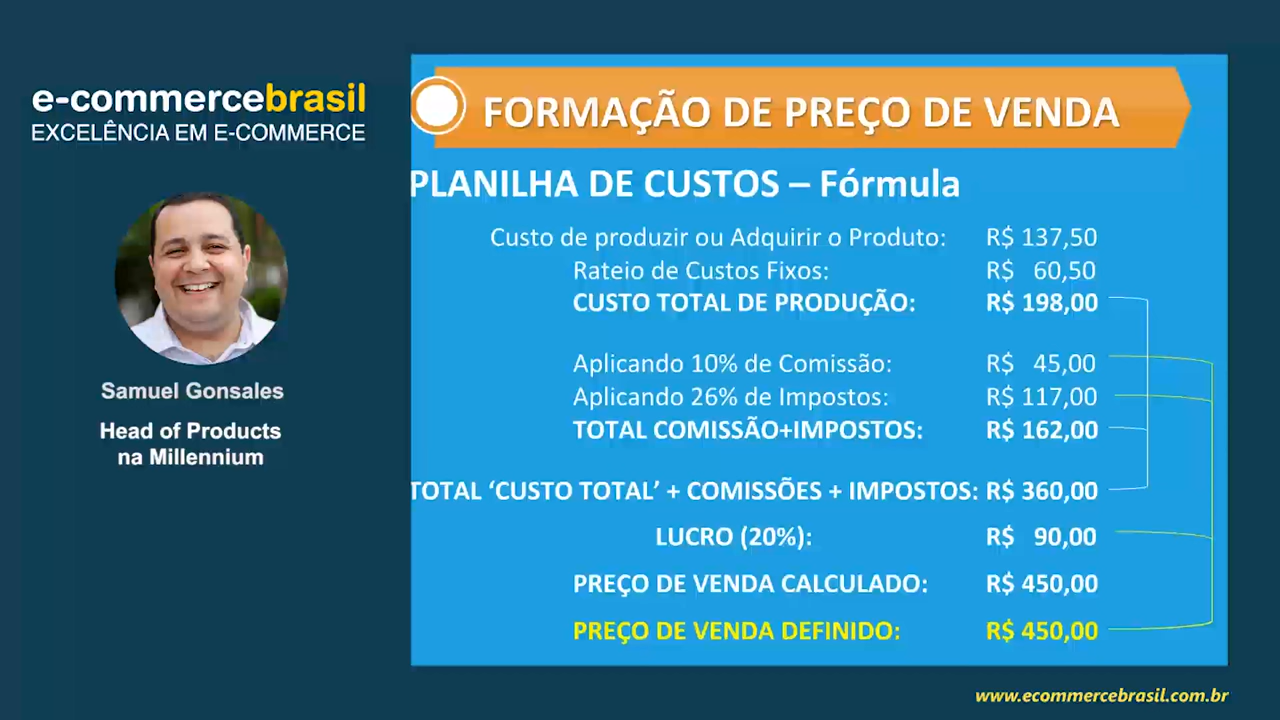 e-commercebrasil
EXCELÊNCIA EM E-COMMERCE
Samuel Gonsales
Head of Products
na Millennium
FORMAÇÃO DE PREÇO DE VENDA
PLANILHA DE CUSTOS – Fórmula
Custo de produzir ou Adquirir o Produto: R$ 137,50
Rateio de Custos Fixos: R$ 60,50
CUSTO TOTAL DE PRODUÇÃO: R$ 198,00
Aplicando 10% de Comissão: R$ 45,00
Aplicando 26% de Impostos: R$ 117,00
TOTAL COMISSÃO+IMPOSTOS: R$ 162,00
TOTAL ‘CUSTO TOTAL’ + COMISSÕES + IMPOSTOS: R$ 360,00
LUCRO (20%): R$ 90,00
PREÇO DE VENDA CALCULADO: R$ 450,00
PREÇO DE VENDA DEFINIDO: R$ 450,00
www.ecommercebrasil.com.br